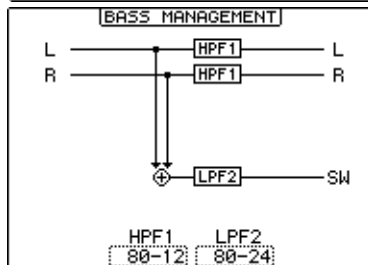 BASS MANAGEMENT
L HPF1 L
R HPF1 R
LPF2 SW
HPF1 LPF2
80-12 80-24